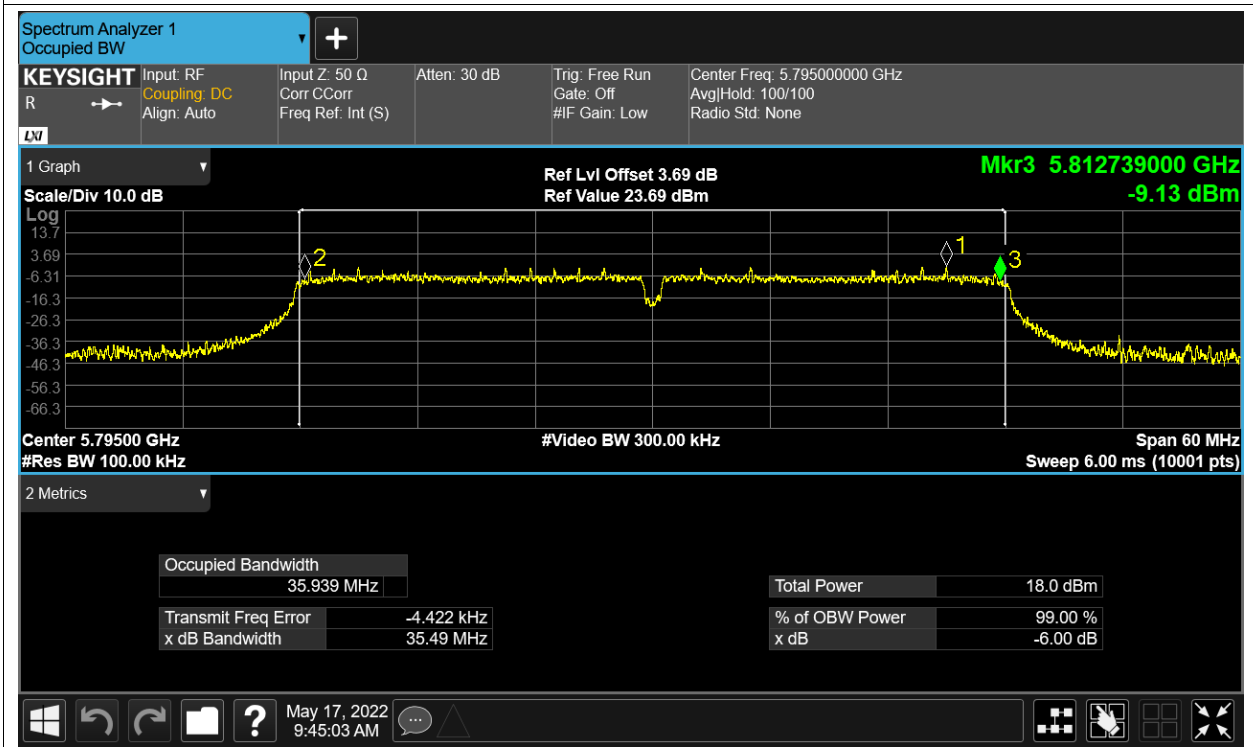 Spectrum Analyzer 1
Occupied BW
KEYSIGHT
R
LXI
Input: RF
Coupling: DC
Align: Auto
Input Z: 50 Ω
Corr CCorr
Freq Ref: Int (S)
Atten: 30 dB
Trig: Free Run
Gate: Off
#IF Gain: Low
Center Freq: 5.795000000 GHz
Avg|Hold: 100/100
Radio Std: None
1 Graph
Scale/Div 10.0 dB
Ref Lvl Offset 3.69 dB
Ref Value 23.69 dBm
Mkr3 5.812739000 GHz
-9.13 dBm
Log
13.7
3.69
-6.31
-16.3
-26.3
-36.3
-46.3
-56.3
-66.3
2
1
3
Center 5.79500 GHz
#Res BW 100.00 kHz
#Video BW 300.00 kHz
Span 60 MHz
Sweep 6.00 ms (10001 pts)
2 Metrics
Occupied Bandwidth
35.939 MHz
Transmit Freq Error -4.422 kHz
x dB Bandwidth 35.49 MHz
Total Power 18.0 dBm
% of OBW Power 99.00 %
x dB -6.00 dB
?
May 17, 2022
9:45:03 AM